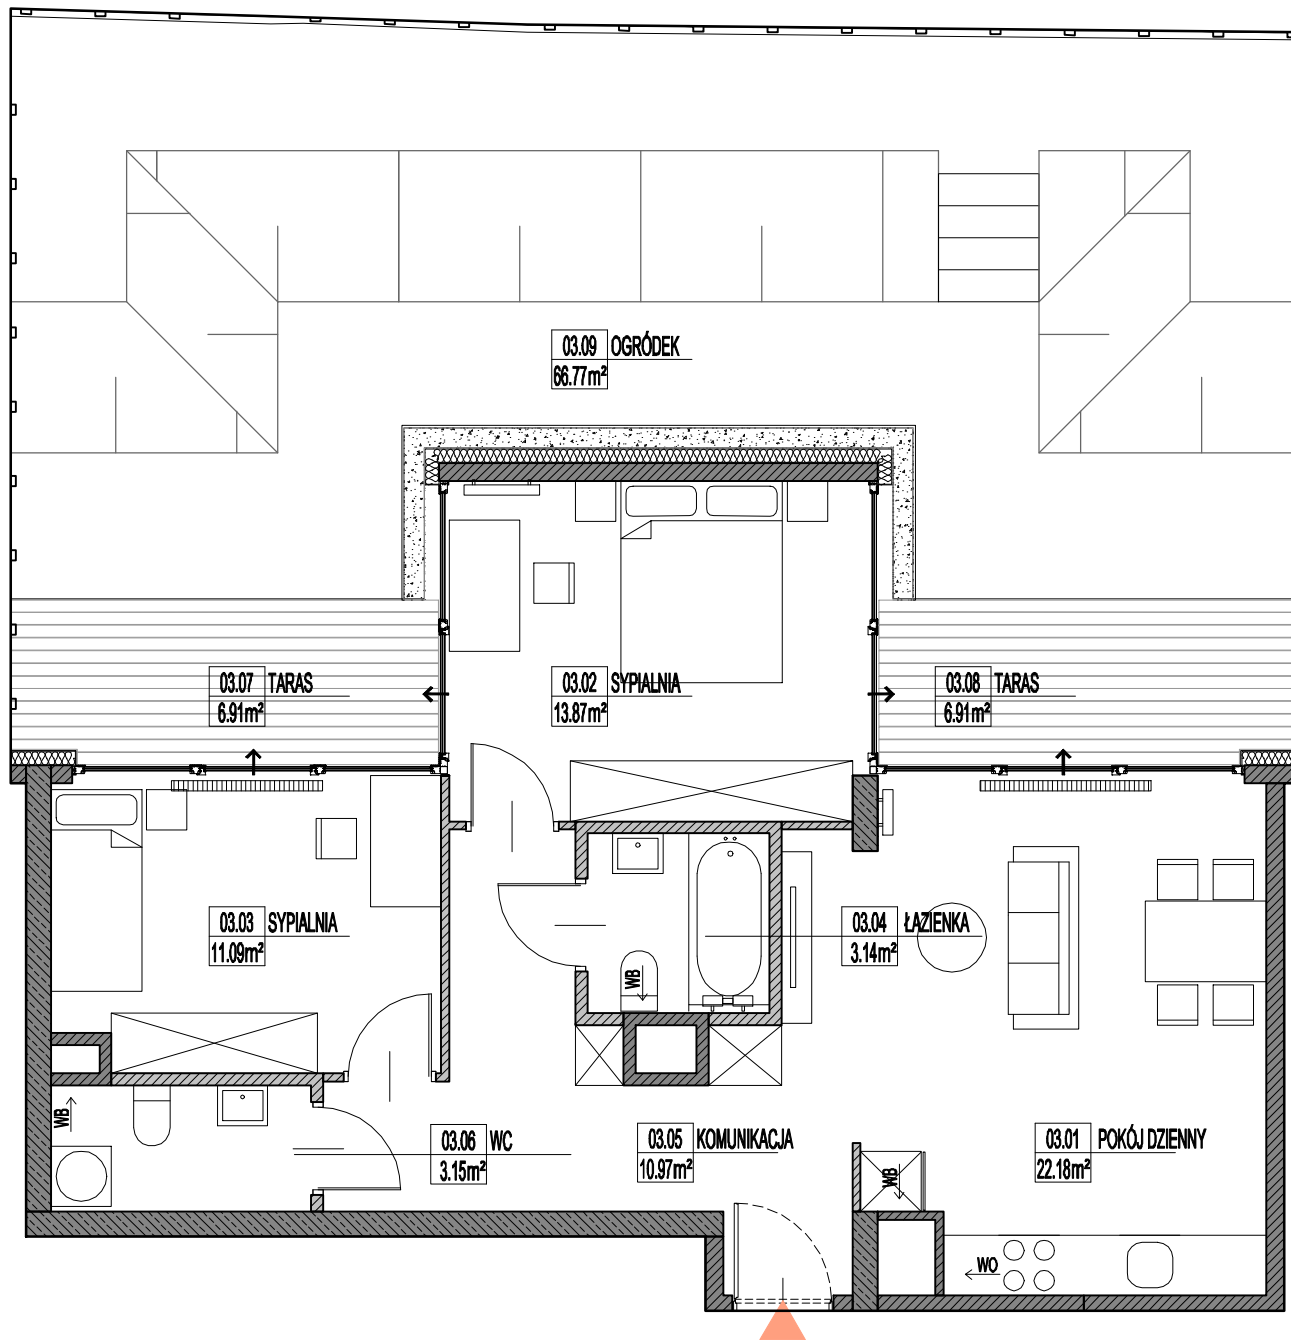 03.09 OGRÓDEK
66.77m²
03.07 TARAS
6.91m²
03.02 SYPIALNIA
13.87m²
03.08 TARAS
6.91m²
03.03 SYPIALNIA
11.09m²
03.04 ŁAZIENKA
3.14m²
WB
WB
03.06 WC
3.15m²
03.05 KOMUNIKACJA
10.97m²
03.01 POKÓJ DZIENNY
22.18m²
WB
WO